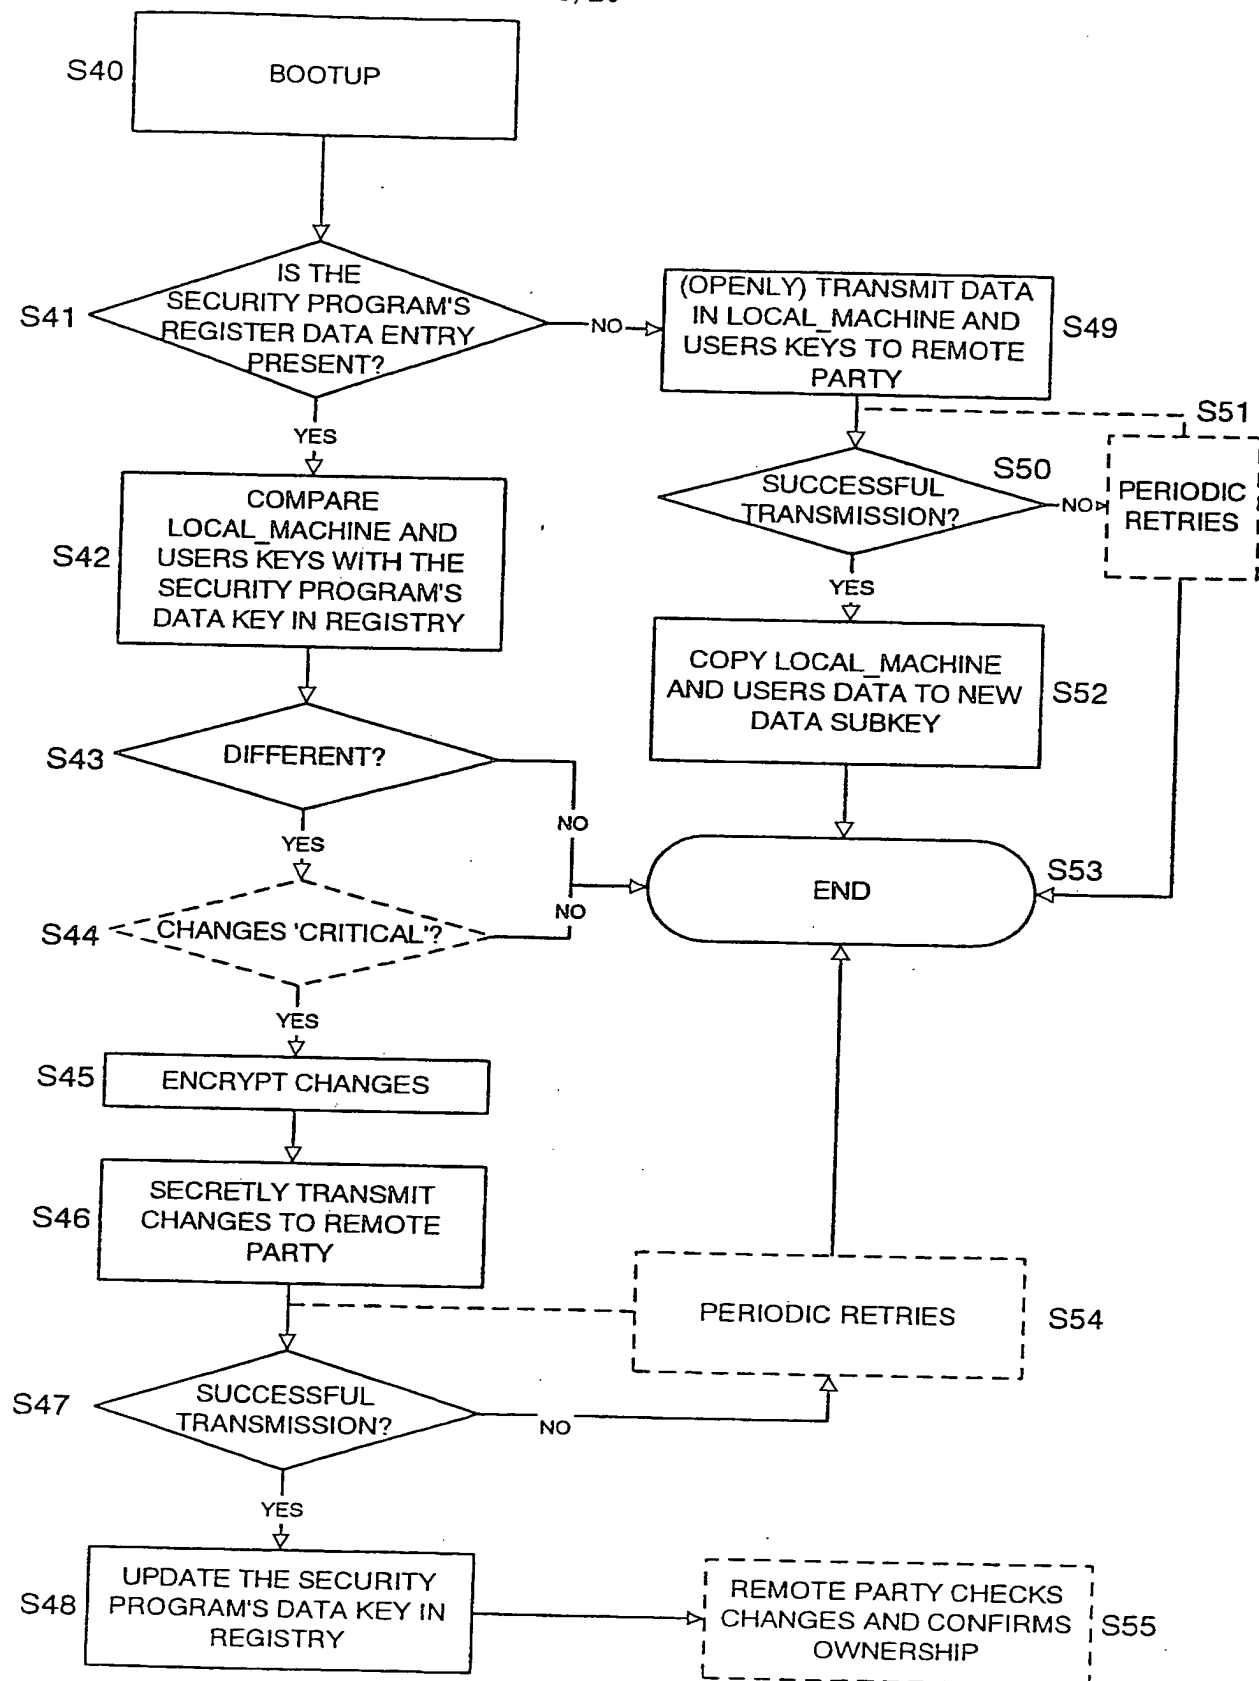 S40
BOOTUP
S41
IS THE
SECURITY PROGRAM'S
REGISTER DATA ENTRY
PRESENT?
NO
(OPENLY) TRANSMIT DATA
IN LOCAL_MACHINE AND
USERS KEYS TO REMOTE
PARTY
S49
YES
S51
S50
SUCCESSFUL
TRANSMISSION?
NO
PERIODIC
RETRIES
S42
COMPARE
LOCAL_MACHINE AND
USERS KEYS WITH THE
SECURITY PROGRAM'S
DATA KEY IN REGISTRY
YES
COPY LOCAL_MACHINE
AND USERS DATA TO NEW
DATA SUBKEY
S52
S43
DIFFERENT?
NO
YES
END
S53
S44
CHANGES 'CRITICAL'?
NO
YES
S45
ENCRYPT CHANGES
S46
SECRETLY TRANSMIT
CHANGES TO REMOTE
PARTY
PERIODIC RETRIES
S54
S47
SUCCESSFUL
TRANSMISSION?
NO
YES
S48
UPDATE THE SECURITY
PROGRAM'S DATA KEY IN
REGISTRY
REMOTE PARTY CHECKS
CHANGES AND CONFIRMS
OWNERSHIP
S55